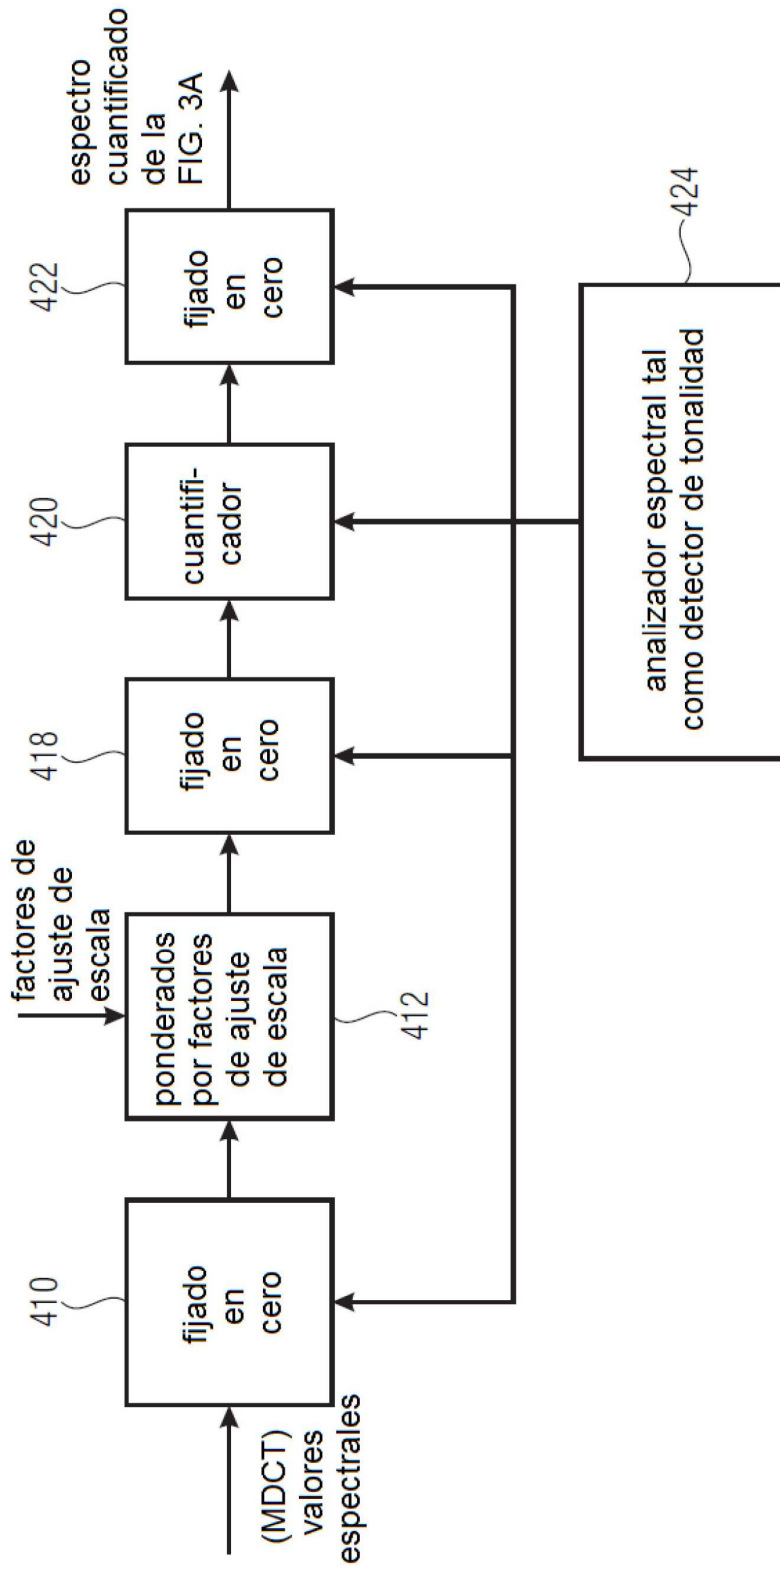 (MDCT)
valores
espectrales
410
fijado
en
cero
factores de
ajuste de
escala
ponderados
por factores
de ajuste
de escala
412
418
fijado
en
cero
420
cuantifi-
cador
422
fijado
en
cero
espectro
cuantificado
de la
FIG. 3A
424
analizador espectral tal
como detector de tonalidad